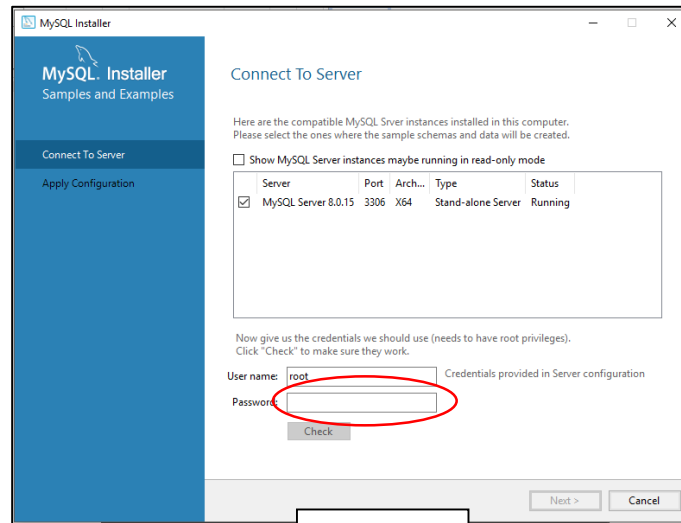 MySQL Installer
MySQL. Installer
Samples and Examples
Connect To Server
Apply Configuration
Connect To Server
Here are the compatible MySQL Srver instances installed in this computer.
Please select the ones where the sample schemas and data will be created.
Show MySQL Server instances maybe running in read-only mode
Server Port Arch... Type Status
MySQL Server 8.0.15 3306 X64 Stand-alone Server Running
Now give us the credentials we should use (needs to have root privileges).
Click "Check" to make sure they work.
User name: root Credentials provided in Server configuration
Password:
Check
Next > Cancel